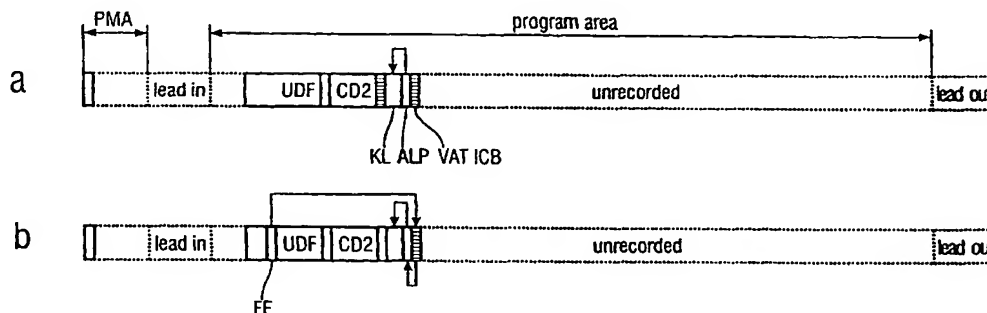 PMA program area
a lead in UDF CD2 unrecorded lead out
KL ALP VAT ICB
b lead in UDF CD2 unrecorded lead out